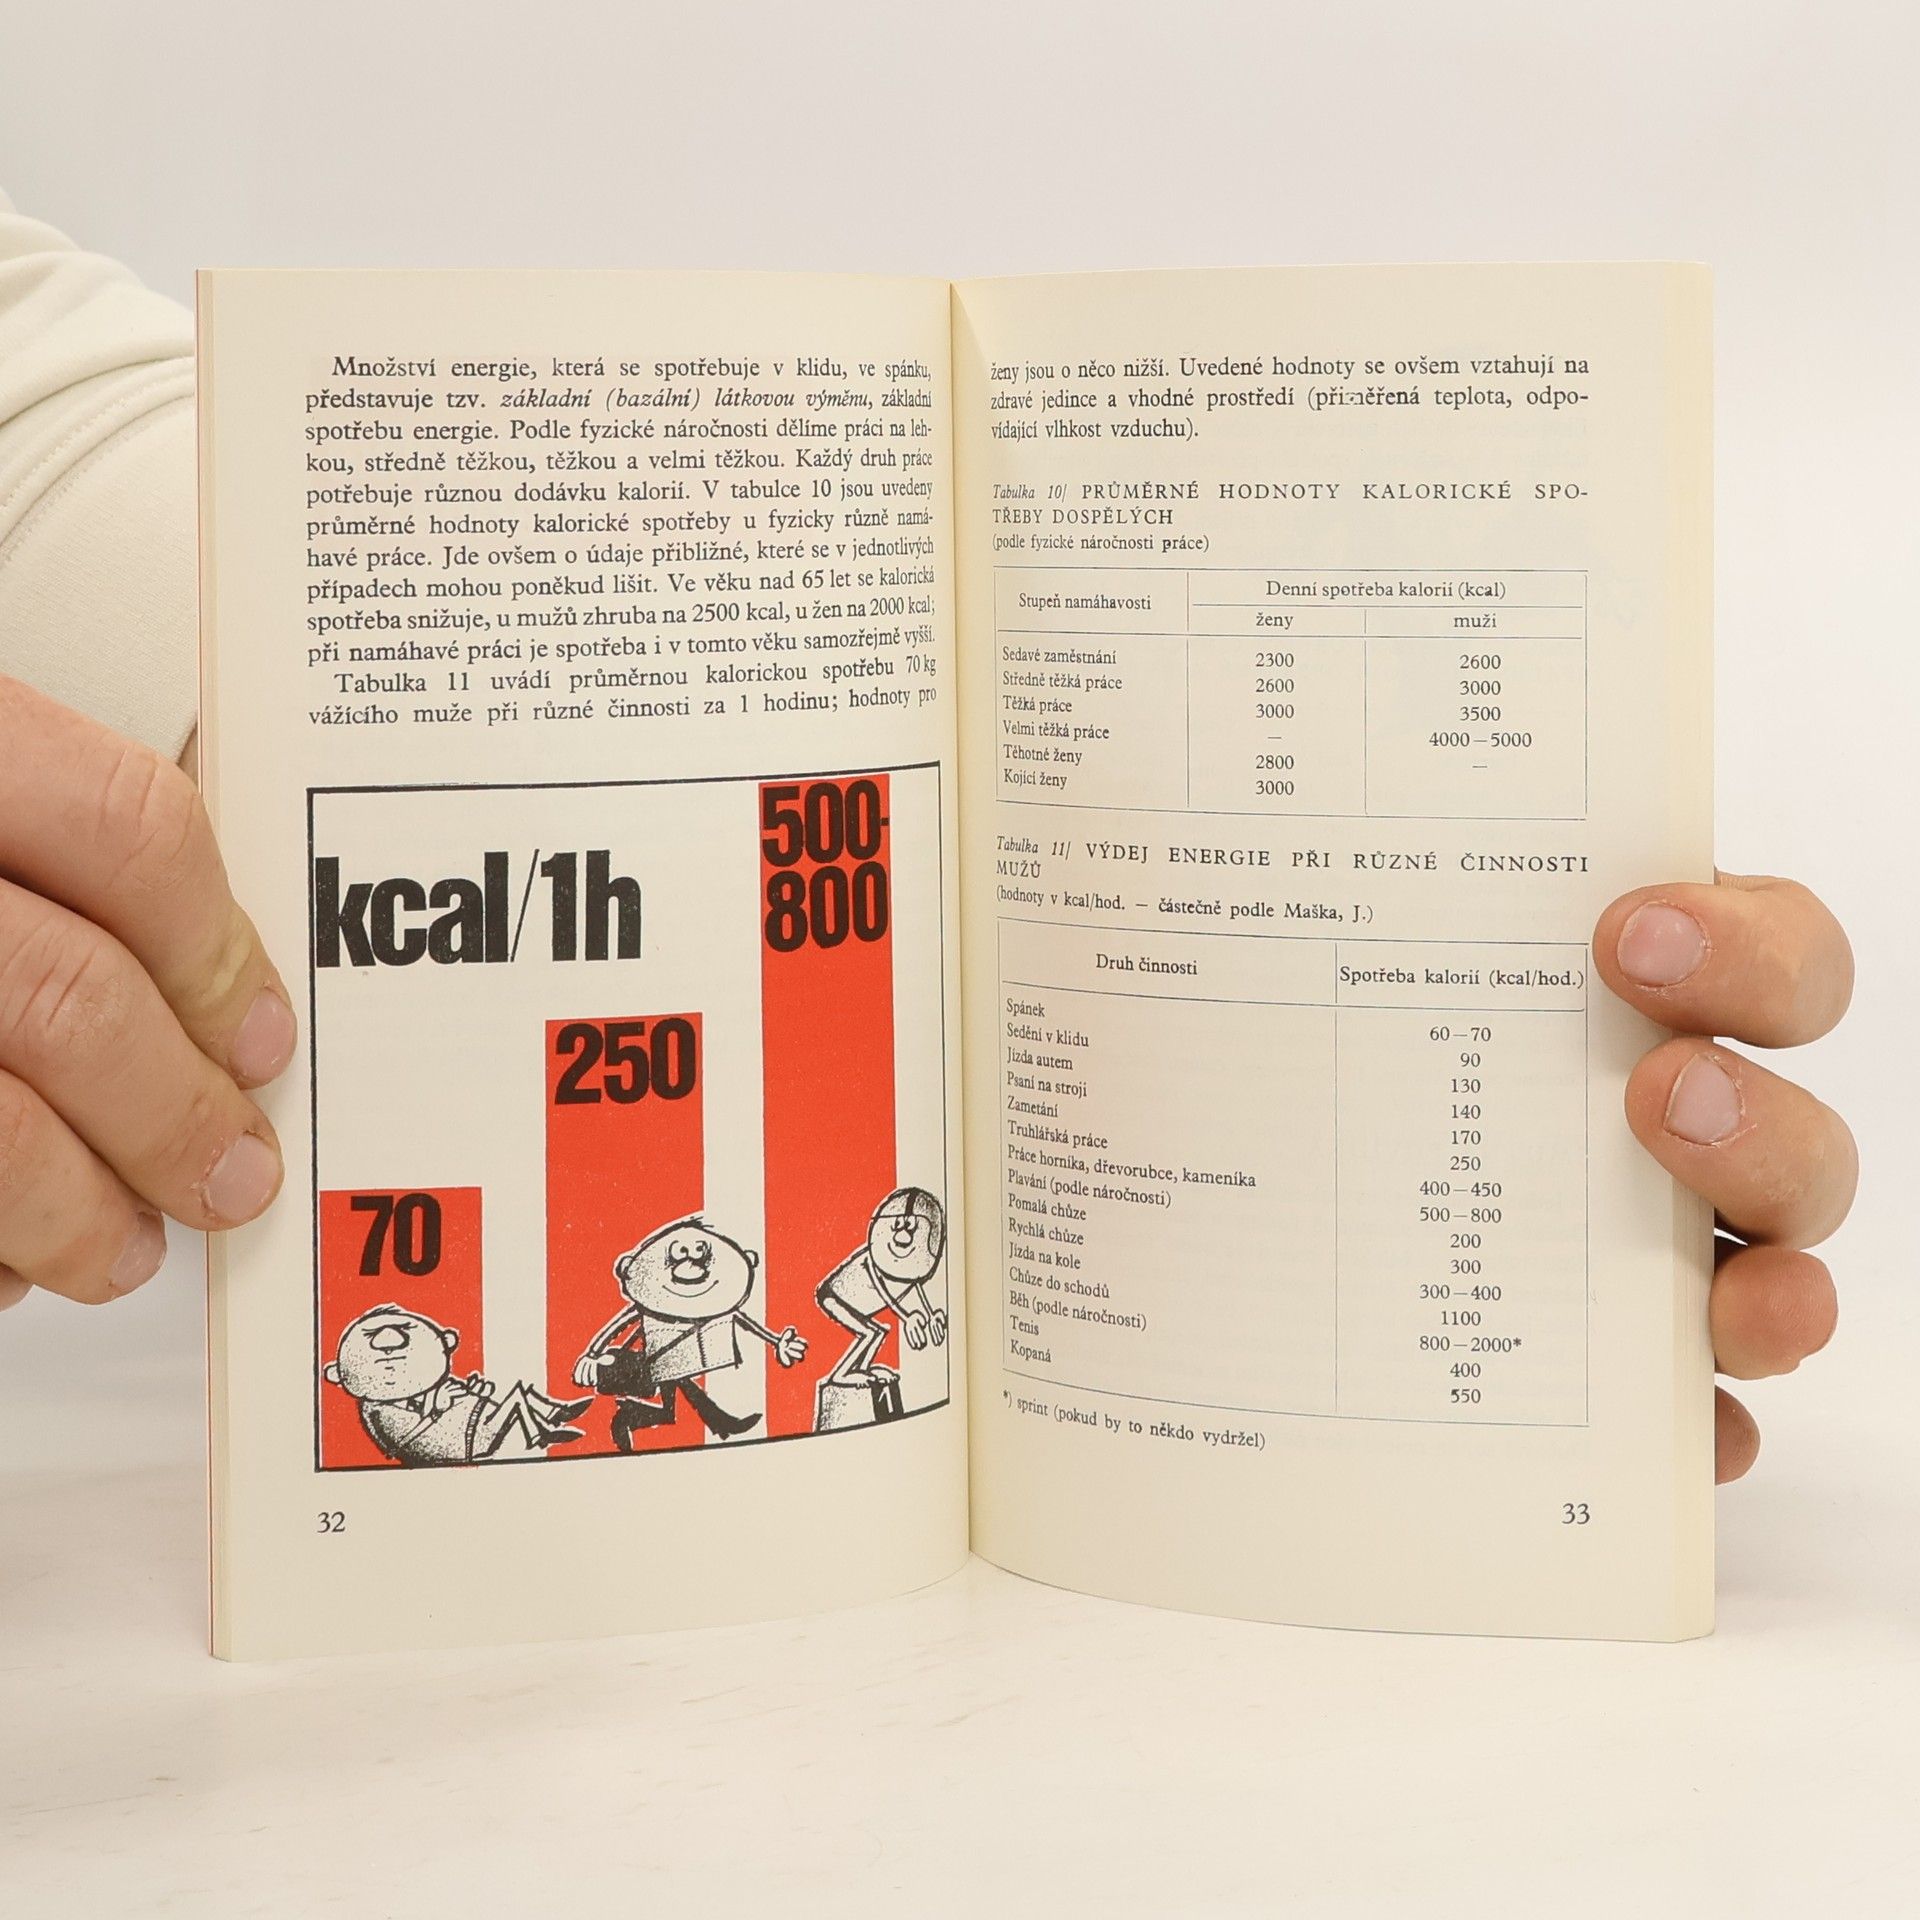 Množství energie, která se spotřebuje v klidu, ve spánku,
představuje tzv. základní (bazální) látkovou výměnu, základní
spotřebu energie. Podle fyzické náročnosti dělíme práci na leh-
kou, středně těžkou, těžkou a velmi těžkou. Každý druh práce
potřebuje různou dodávku kalorií. V tabulce 10 jsou uvedeny
průměrné hodnoty kalorické spotřeby u fyzicky různě namá-
havé práce. Jde ovšem o údaje přibližné, které se v jednotlivých
případech mohou poněkud lišit. Ve věku nad 65 let se kalorická
spotřeba snižuje, u mužů zhruba na 2500 kcal, u žen na 2000 kcal;
při namáhavé práci je spotřeba i v tomto věku samozřejmě vyšší.
Tabulka 11 uvádí průměrnou kalorickou spotřebu 70 kg
vážícího muže při různé činnosti za 1 hodinu; hodnoty pro
kcal/1h
500-
800
250
70
1
32
ženy jsou o něco nižší. Uvedené hodnoty se ovšem vztahují na
zdravé jedince a vhodné prostředí (přiměřená teplota, odpo-
vídající vlhkost vzduchu).
Tabulka 10/ PRŮMĚRNÉ HODNOTY KALORICKÉ SPO-
TŘEBY DOSPĚLÝCH
(podle fyzické náročnosti práce)
Stupeň namáhavosti Denní spotřeba kalorií (kcal)
ženy muži
Sedavé zaměstnání 2300 2600
Středně těžká práce 2600 3000
Těžká práce 3000 3500
Velmi těžká práce — 4000—5000
Těhotné ženy 2800 —
Kojící ženy 3000
Tabulka 11/ VÝDEJ ENERGIE PŘI RŮZNÉ ČINNOSTI
MUŽŮ
(hodnoty v kcal/hod. — částečně podle Maška, J.)
Druh činnosti Spotřeba kalorií (kcal/hod.)
Spánek 60—70
Sedění v klidu 90
Jízda autem 130
Psaní na stroji 140
Zametání 170
Truhlářská práce 250
Práce horníka, dřevorubce, kameníka 400—450
Plavání (podle náročnosti) 500—800
Pomalá chůze 200
Rychlá chůze 300
Jízda na kole 300—400
Chůze do schodů 1100
Běh (podle náročnosti) 800—2000*
Tenis 400
Kopaná 550
*) sprint (pokud by to někdo vydržel)
33